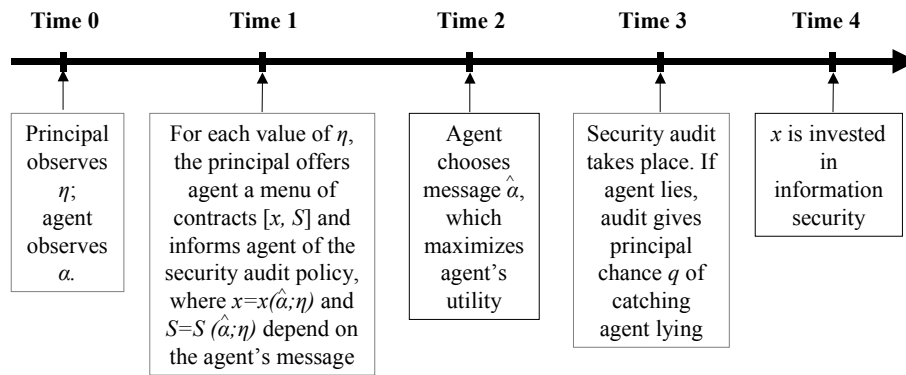 Time 0
Time 1
Time 2
Time 3
Time 4
Principal
observes
η;
agent
observes
α.
For each value of η,
the principal offers
agent a menu of
contracts [x, S] and
informs agent of the
security audit policy,
where x=x(α̂;η) and
S=S (α̂;η) depend on
the agent’s message
Agent
chooses
message α̂,
which
maximizes
agent’s
utility
Security audit
takes place. If
agent lies,
audit gives
principal
chance q of
catching
agent lying
x is invested
in
information
security